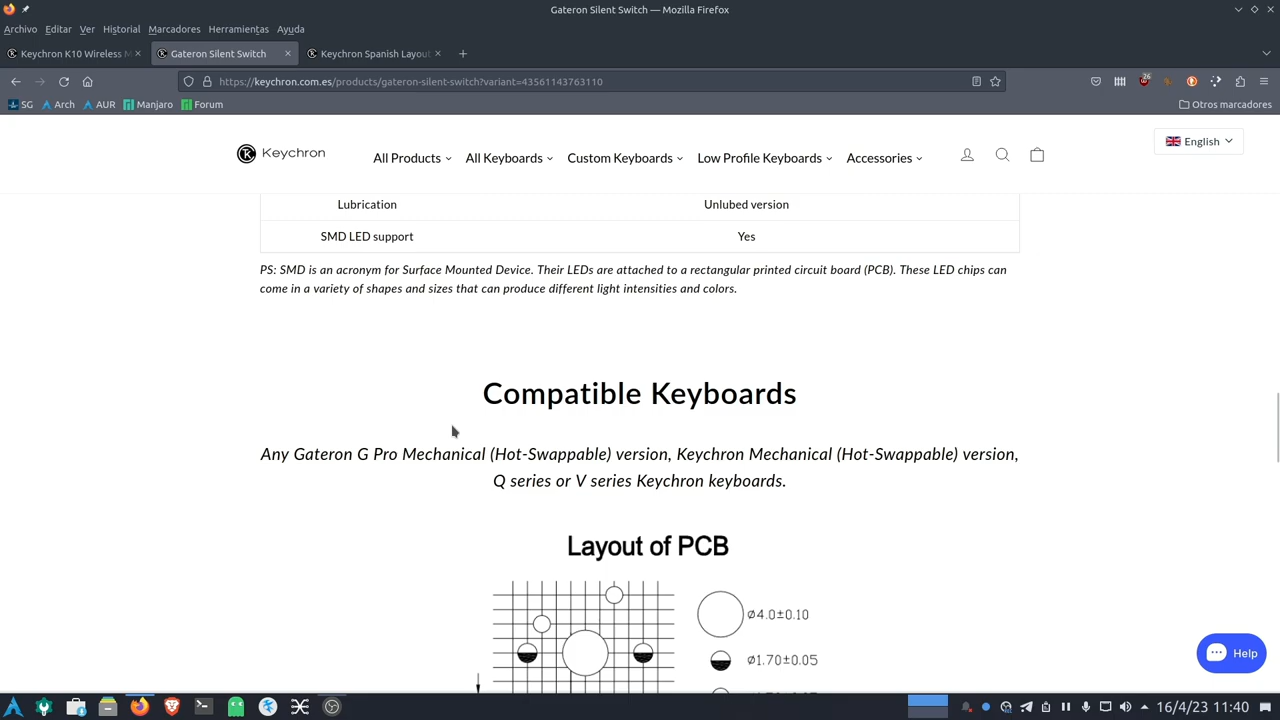 Gateron Silent Switch — Mozilla Firefox
Archivo Editar Ver Historial Marcadores Herramientas Ayuda
Keychron K10 Wireless M
Gateron Silent Switch
Keychron Spanish Layout
https://keychron.com.es/products/gateron-silent-switch?variant=43561143763110
26
SG Arch AUR Manjaro Forum Otros marcadores
Keychron
All Products All Keyboards Custom Keyboards Low Profile Keyboards Accessories
English
Lubrication Unlubed version
SMD LED support Yes
PS: SMD is an acronym for Surface Mounted Device. Their LEDs are attached to a rectangular printed circuit board (PCB). These LED chips can
come in a variety of shapes and sizes that can produce different light intensities and colors.
Compatible Keyboards
Any Gateron G Pro Mechanical (Hot-Swappable) version, Keychron Mechanical (Hot-Swappable) version,
Q series or V series Keychron keyboards.
Layout of PCB
⌀4.0±0.10
⌀1.70±0.05
Help
16/4/23 11:40